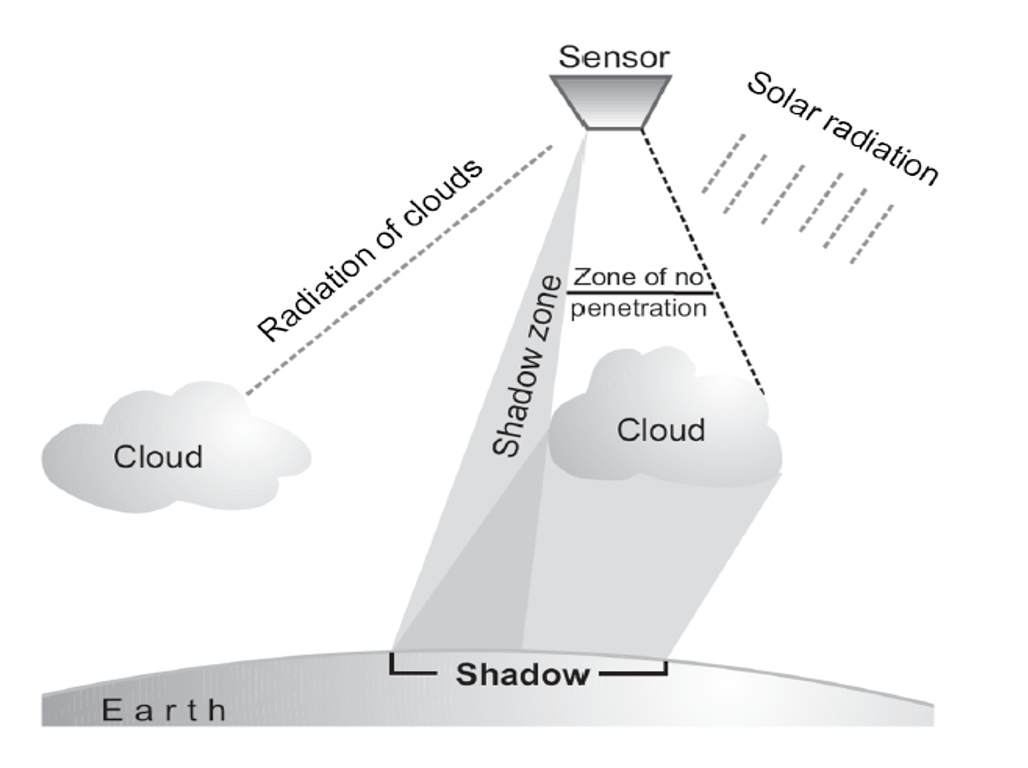 Sensor
Solar radiation
Radiation of clouds
Zone of no
penetration
Shadow zone
Cloud
Cloud
Shadow
Earth